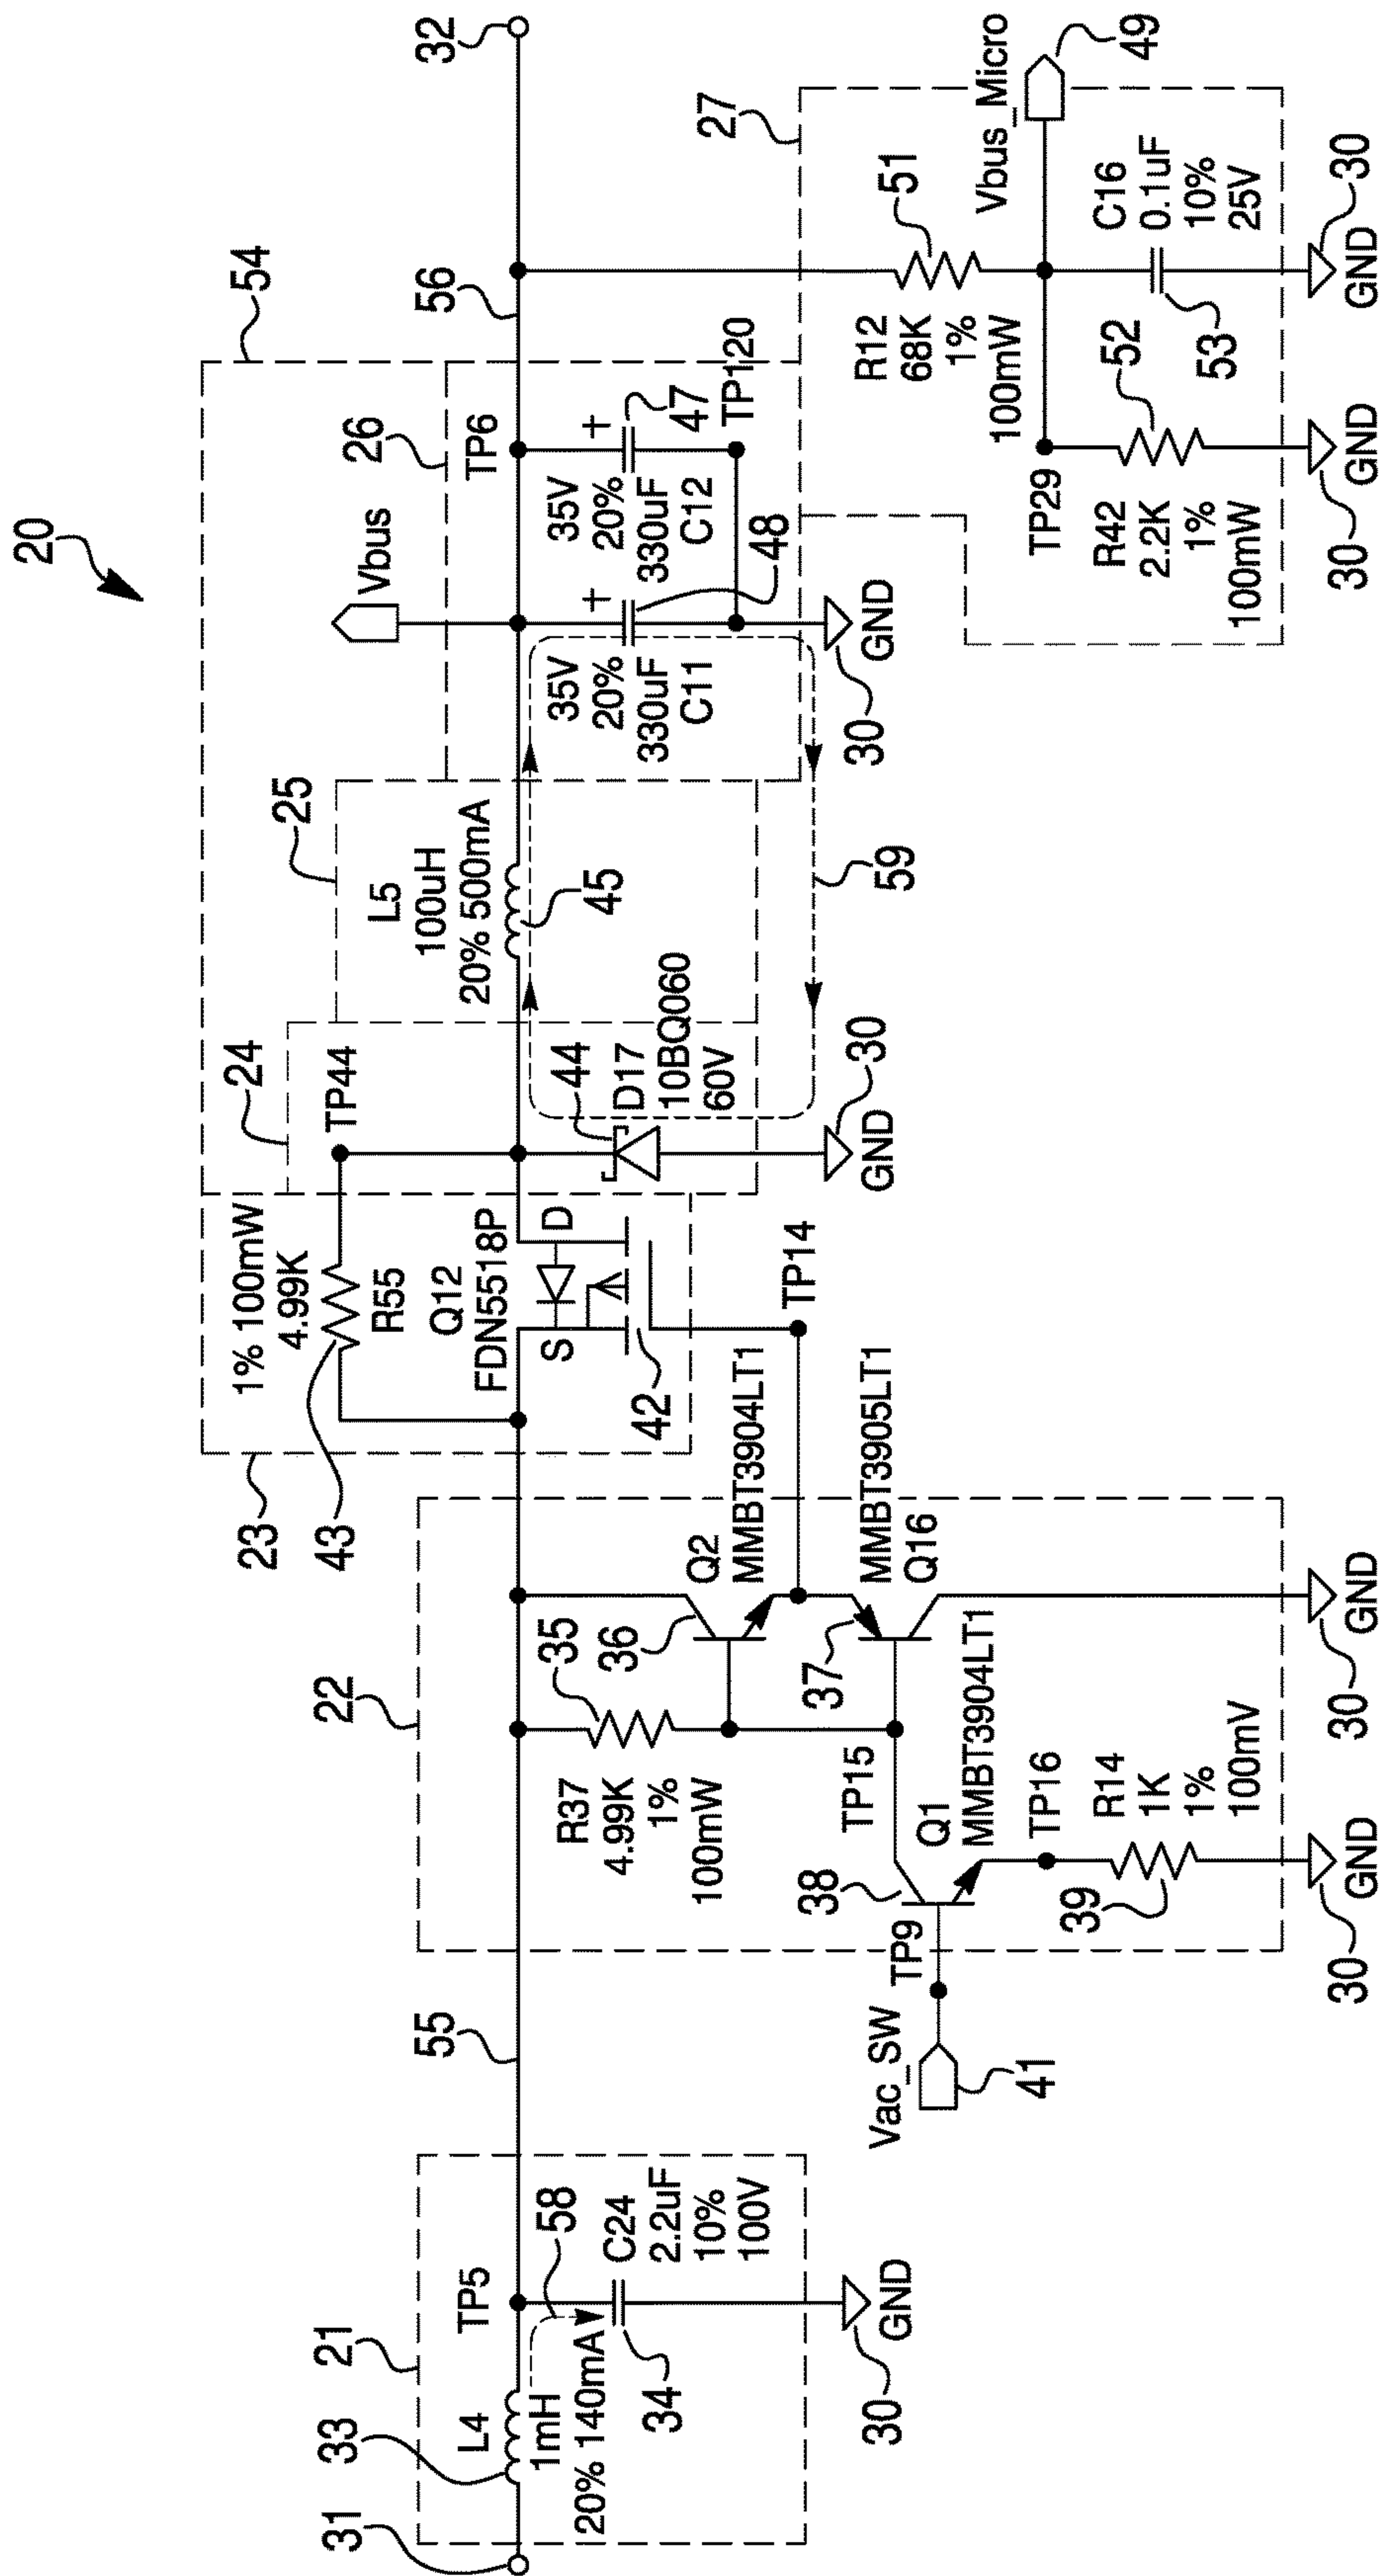 20
31
33
L4
1mH
20% 140mA
21
TP5
58
C24
2.2uF
10%
100V
34
30
GND
55
Vac_SW
41
TP9
22
R37
4.99K
1%
100mW
35
36
Q2
MMBT3904LT1
37
MMBT3905LT1
Q16
TP15
38
Q1
MMBT3904LT1
TP16
39
R14
1K
1%
100mV
30
GND
30
GND
23
43
1% 100mW
4.99K
R55
Q12
FDN5518P
S
D
42
TP14
24
TP44
44
D17
10BQ060
60V
30
GND
25
L5
100uH
20% 500mA
45
59
54
26
Vbus
TP6
35V
20%
330uF
C11
48
35V
20%
330uF
C12
47
TP120
+
+
30
GND
56
32
27
51
R12
68K
1%
100mW
Vbus_Micro
49
TP29
52
R42
2.2K
1%
100mW
C16
0.1uF
10%
25V
53
30
GND
30
GND